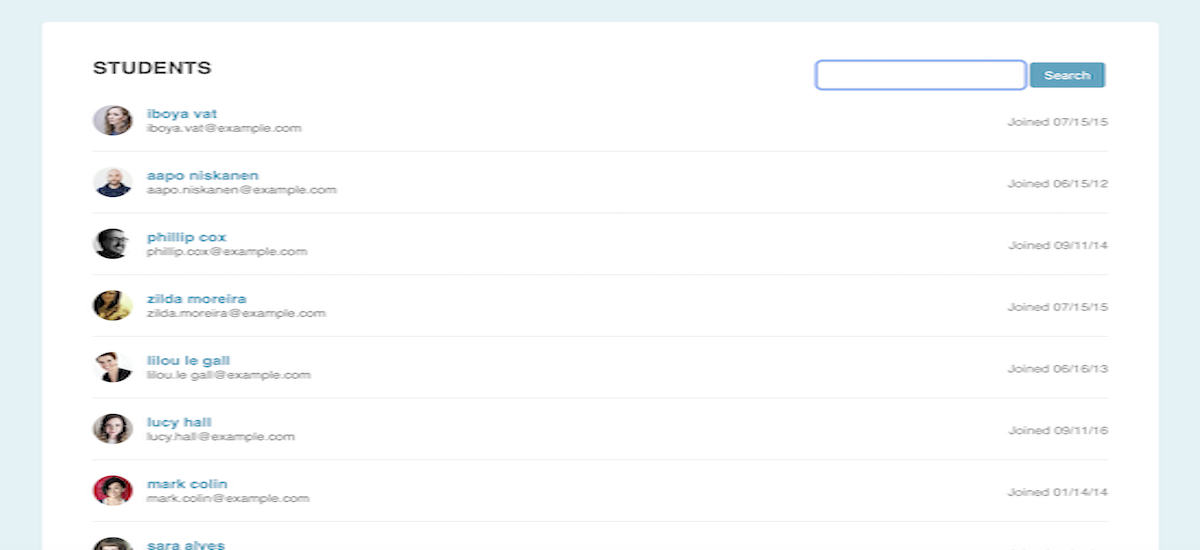 STUDENTS
Search
iboya vat
iboya.vat@example.com
Joined 07/15/15
aapo niskanen
aapo.niskanen@example.com
Joined 06/15/12
phillip cox
phillip.cox@example.com
Joined 09/11/14
zilda moreira
zilda.moreira@example.com
Joined 07/15/15
lilou le gall
lilou.le gall@example.com
Joined 06/16/13
lucy hall
lucy.hall@example.com
Joined 09/11/16
mark colin
mark.colin@example.com
Joined 01/14/14
sara alves